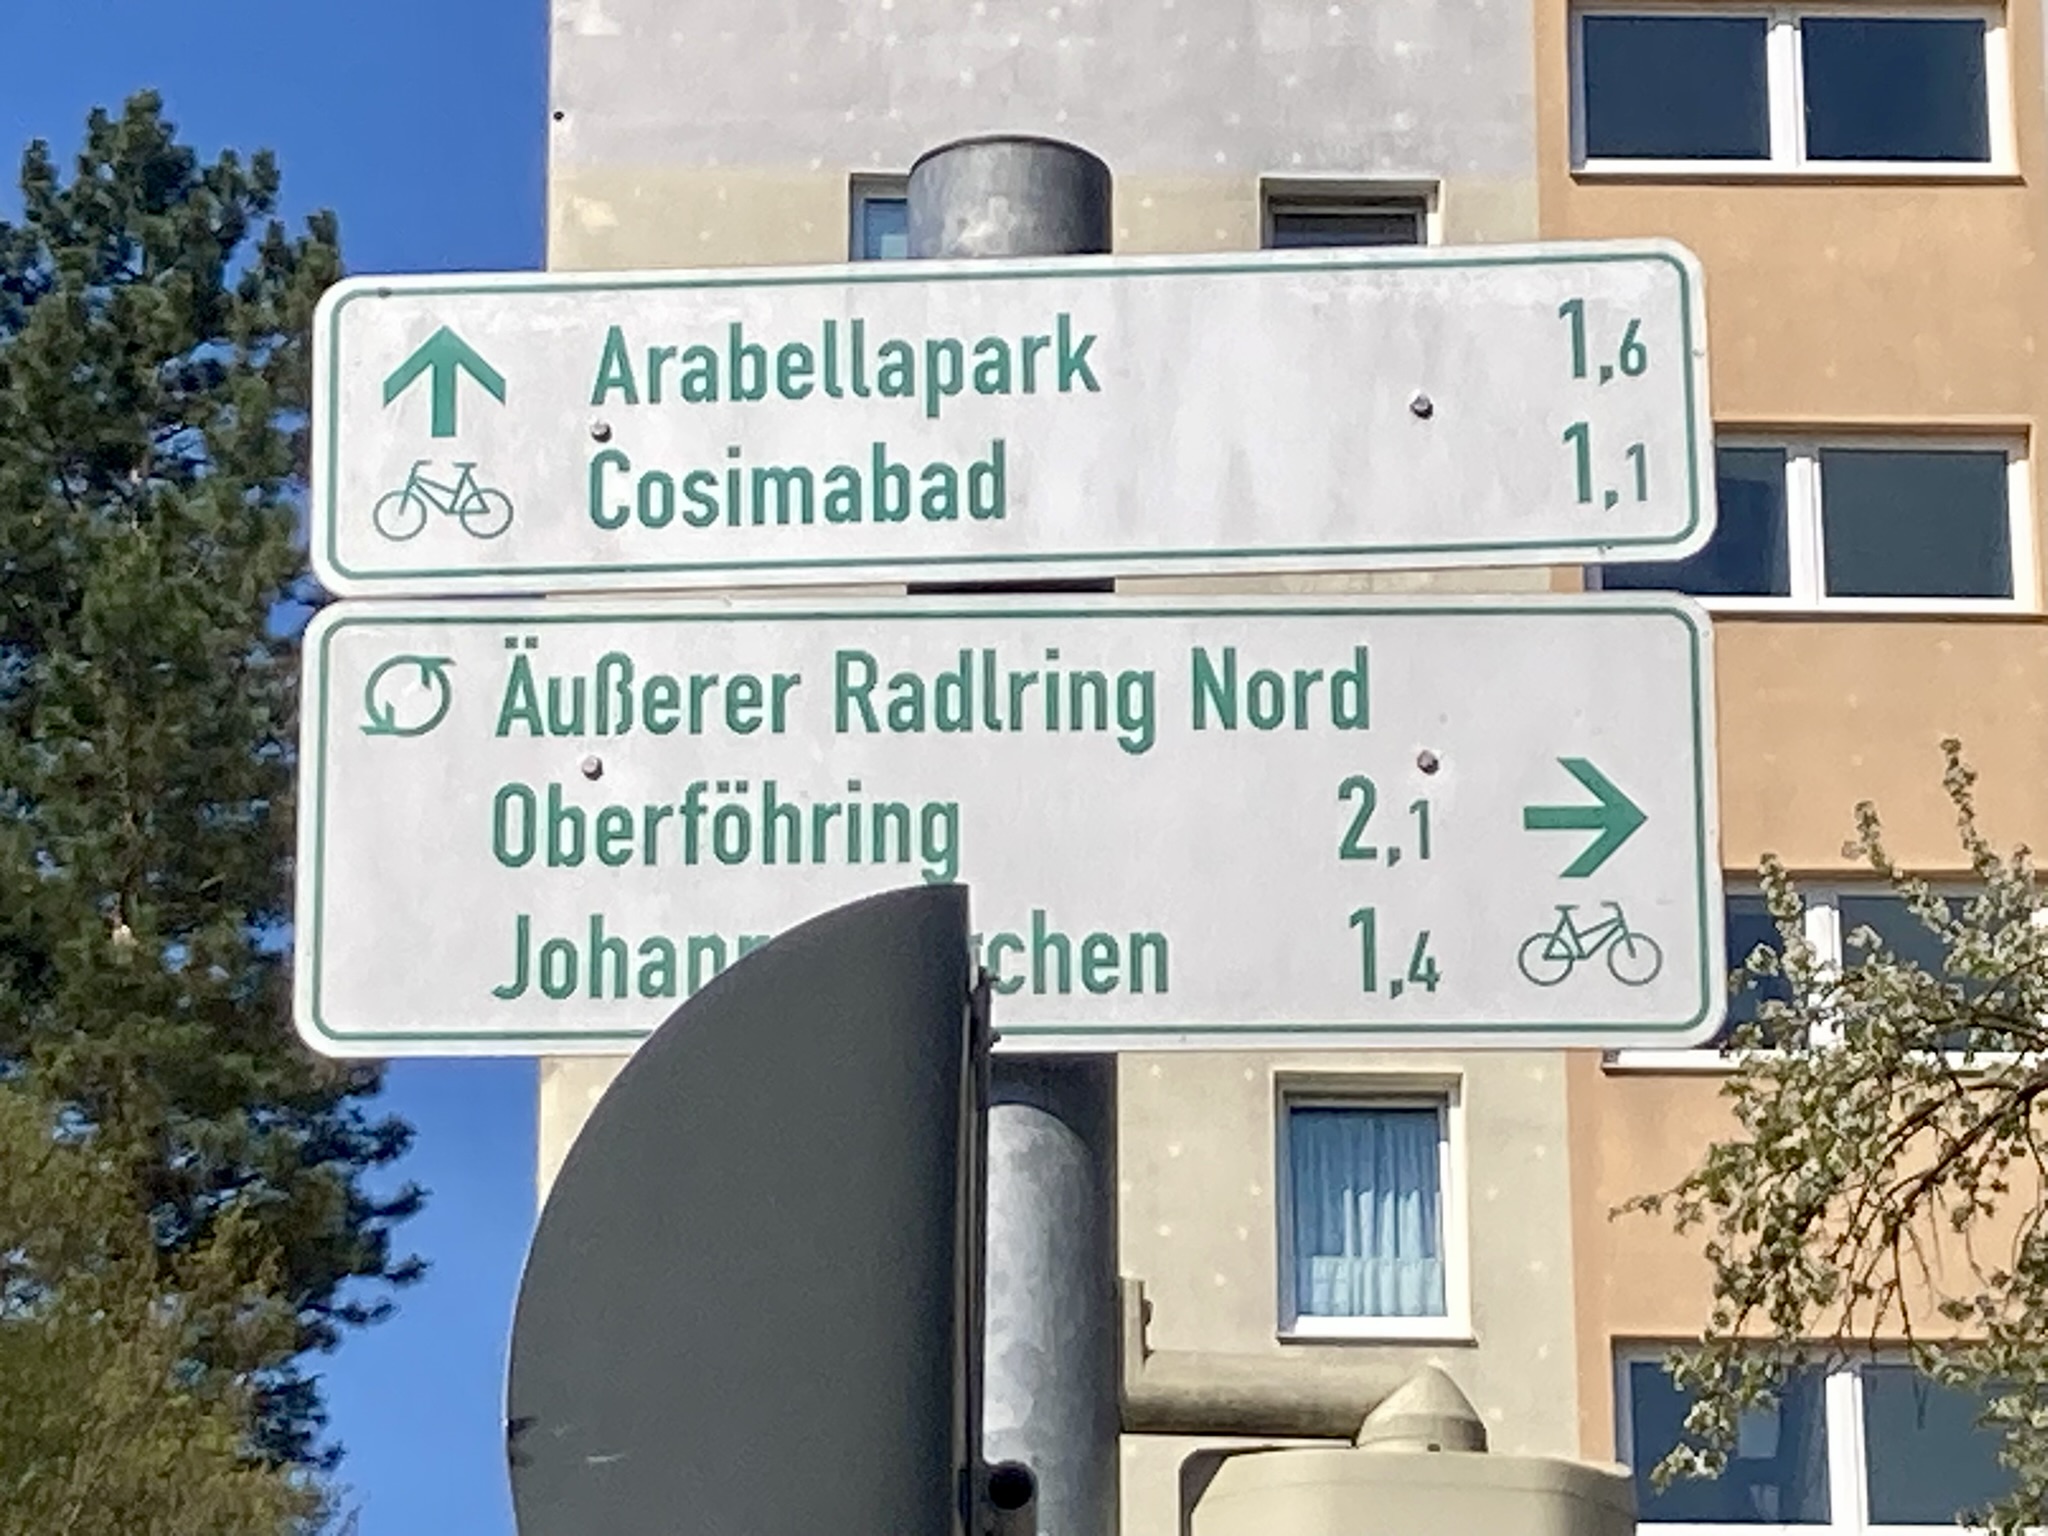 Arabellapark 1,6
Cosimabad 1,1
Äußerer Radlring Nord
Oberföhring 2,1
1,4